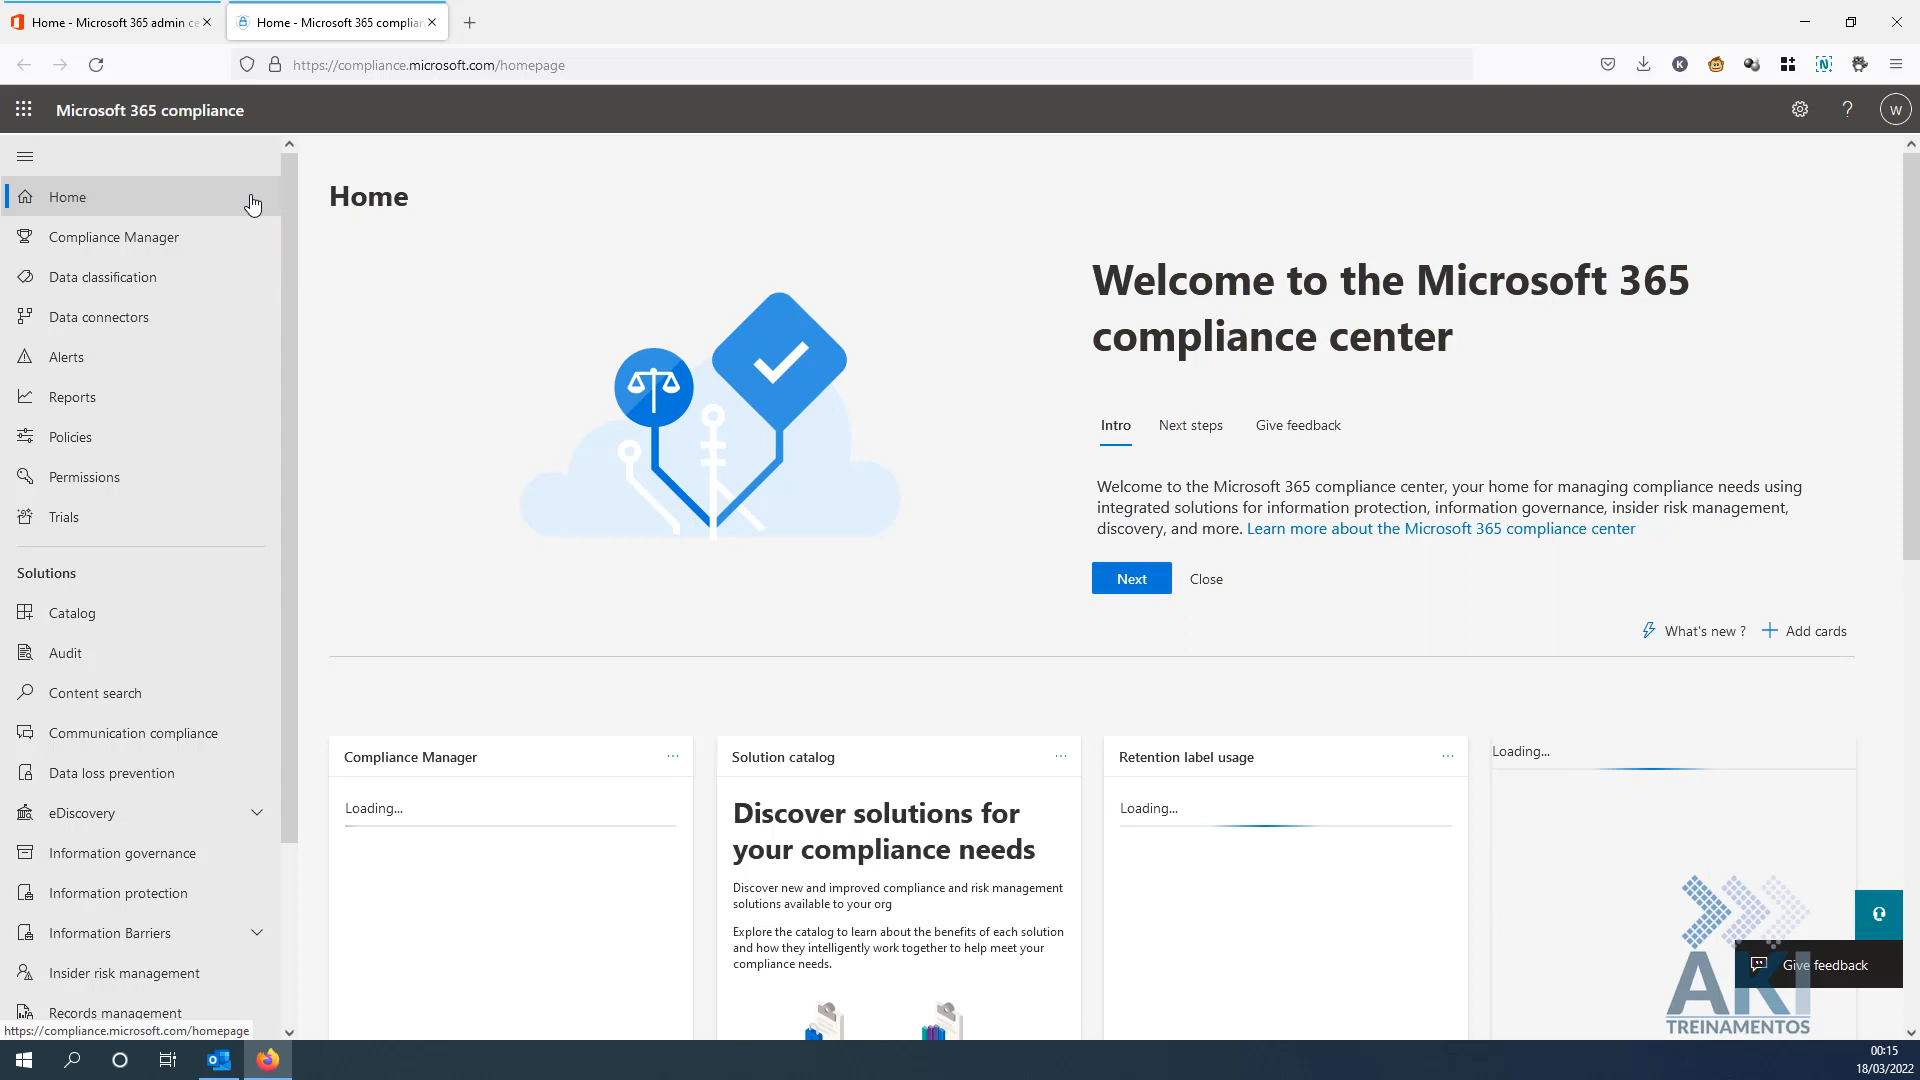 Home - Microsoft 365 admin ce
Home - Microsoft 365 complian
https://compliance.microsoft.com/homepage
K
N
Microsoft 365 compliance
?
W
Home
Compliance Manager
Data classification
Data connectors
Alerts
Reports
Policies
Permissions
Trials
Solutions
Catalog
Audit
Content search
Communication compliance
Data loss prevention
eDiscovery
Information governance
Information protection
Information Barriers
Insider risk management
Records management
https://compliance.microsoft.com/homepage
Home
Welcome to the Microsoft 365
compliance center
Intro Next steps Give feedback
Welcome to the Microsoft 365 compliance center, your home for managing compliance needs using
integrated solutions for information protection, information governance, insider risk management,
discovery, and more. Learn more about the Microsoft 365 compliance center
Next Close
What's new ? Add cards
Compliance Manager
Loading...
Solution catalog
Discover solutions for
your compliance needs
Discover new and improved compliance and risk management
solutions available to your org
Explore the catalog to learn about the benefits of each solution
and how they intelligently work together to help meet your
compliance needs.
Retention label usage
Loading...
Loading...
Give feedback
AKI
TREINAMENTOS
00:15
18/03/2022